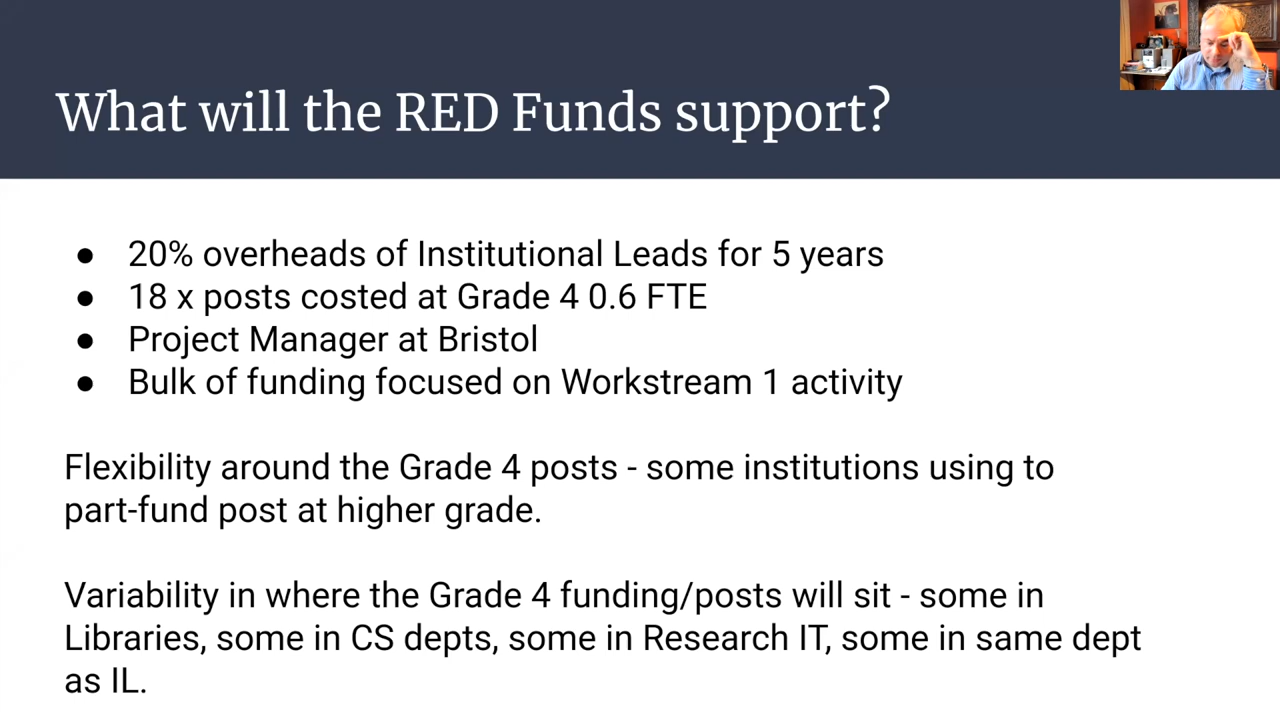 What will the RED Funds support?
● 20% overheads of Institutional Leads for 5 years
● 18 x posts costed at Grade 4 0.6 FTE
● Project Manager at Bristol
● Bulk of funding focused on Workstream 1 activity
Flexibility around the Grade 4 posts - some institutions using to
part-fund post at higher grade.
Variability in where the Grade 4 funding/posts will sit - some in
Libraries, some in CS depts, some in Research IT, some in same dept
as IL.